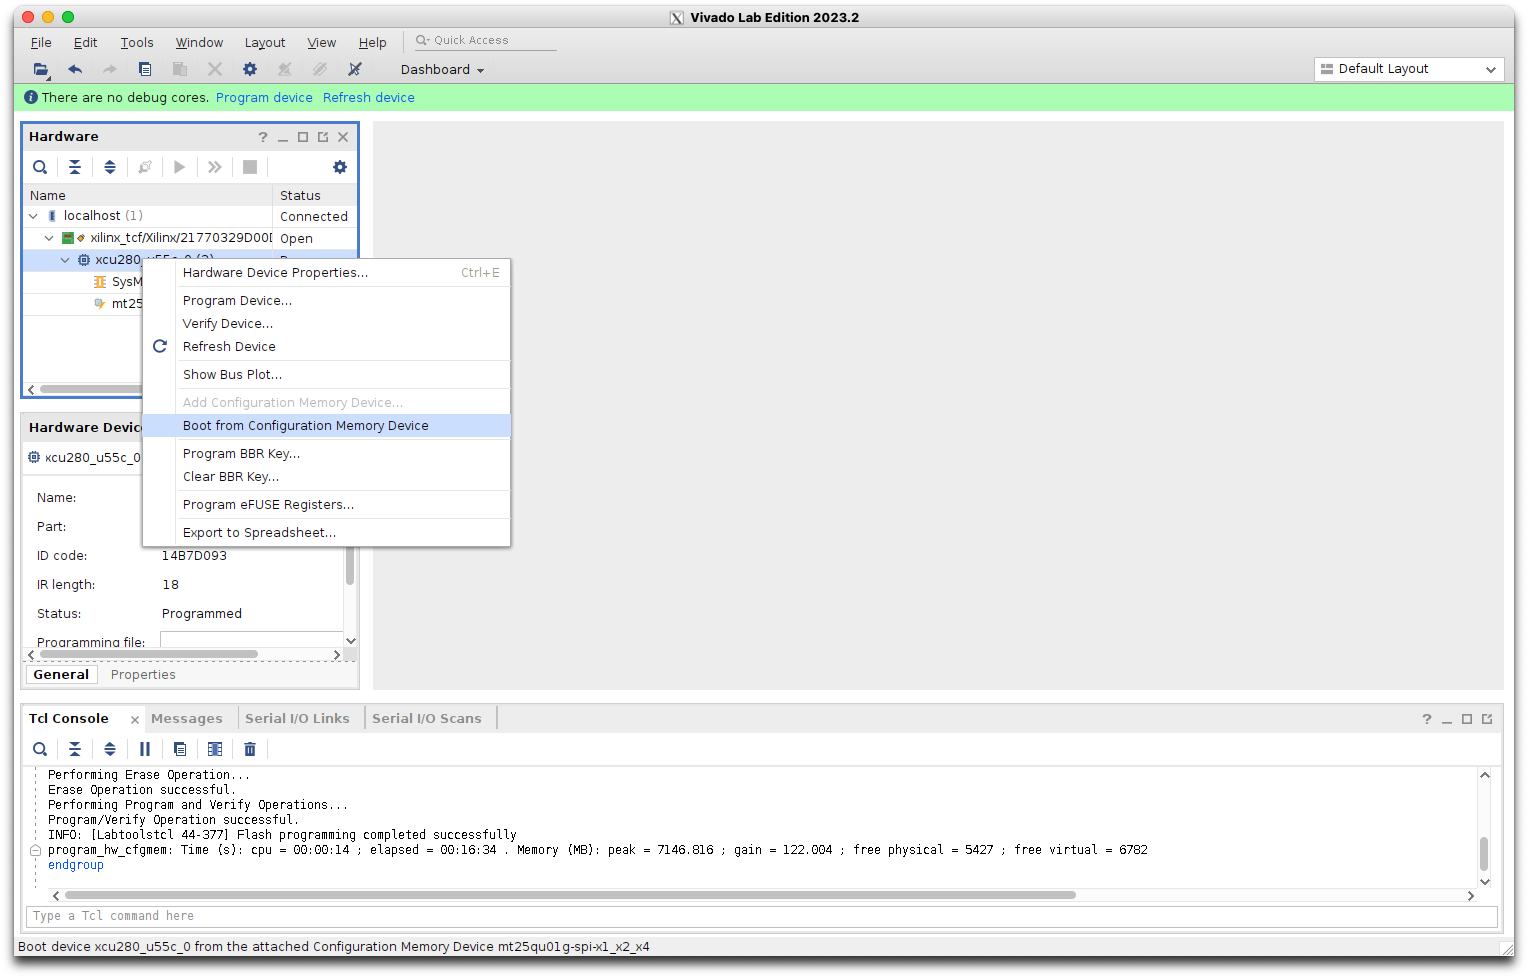 Vivado Lab Edition 2023.2
File Edit Tools Window Layout View Help Quick Access
Dashboard Default Layout
There are no debug cores. Program device Refresh device
Hardware ? 
Name Status
localhost (1) Connected
xilinx_tcf/Xilinx/21770329D00 Open
xcu280_u55c_0 (2)
SysM
mt25
Hardware Device Properties... Ctrl+E
Program Device...
Verify Device...
Refresh Device
Show Bus Plot...
Add Configuration Memory Device...
Boot from Configuration Memory Device
Program BBR Key...
Clear BBR Key...
Program eFUSE Registers...
Export to Spreadsheet...
Hardware Devic
xcu280_u55c_0
Name:
Part:
ID code: 14B7D093
IR length: 18
Status: Programmed
Programming file:
General Properties
Tcl Console Messages Serial I/O Links Serial I/O Scans ?
Performing Erase Operation...
Erase Operation successful.
Performing Program and Verify Operations...
Program/Verify Operation successful.
INFO: [Labtoolstcl 44-377] Flash programming completed successfully
program_hw_cfgmem: Time (s): cpu = 00:00:14 ; elapsed = 00:16:34 . Memory (MB): peak = 7146.816 ; gain = 122.004 ; free physical = 5427 ; free virtual = 6782
endgroup
Type a Tcl command here
Boot device xcu280_u55c_0 from the attached Configuration Memory Device mt25qu01g-spi-x1_x2_x4